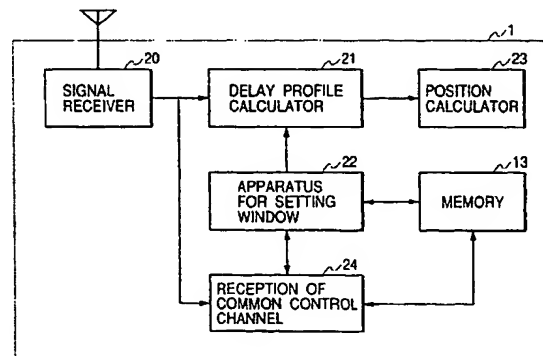 1
20
SIGNAL
RECEIVER
21
DELAY PROFILE
CALCULATOR
23
POSITION
CALCULATOR
22
APPARATUS
FOR SETTING
WINDOW
13
MEMORY
24
RECEPTION OF
COMMON CONTROL
CHANNEL